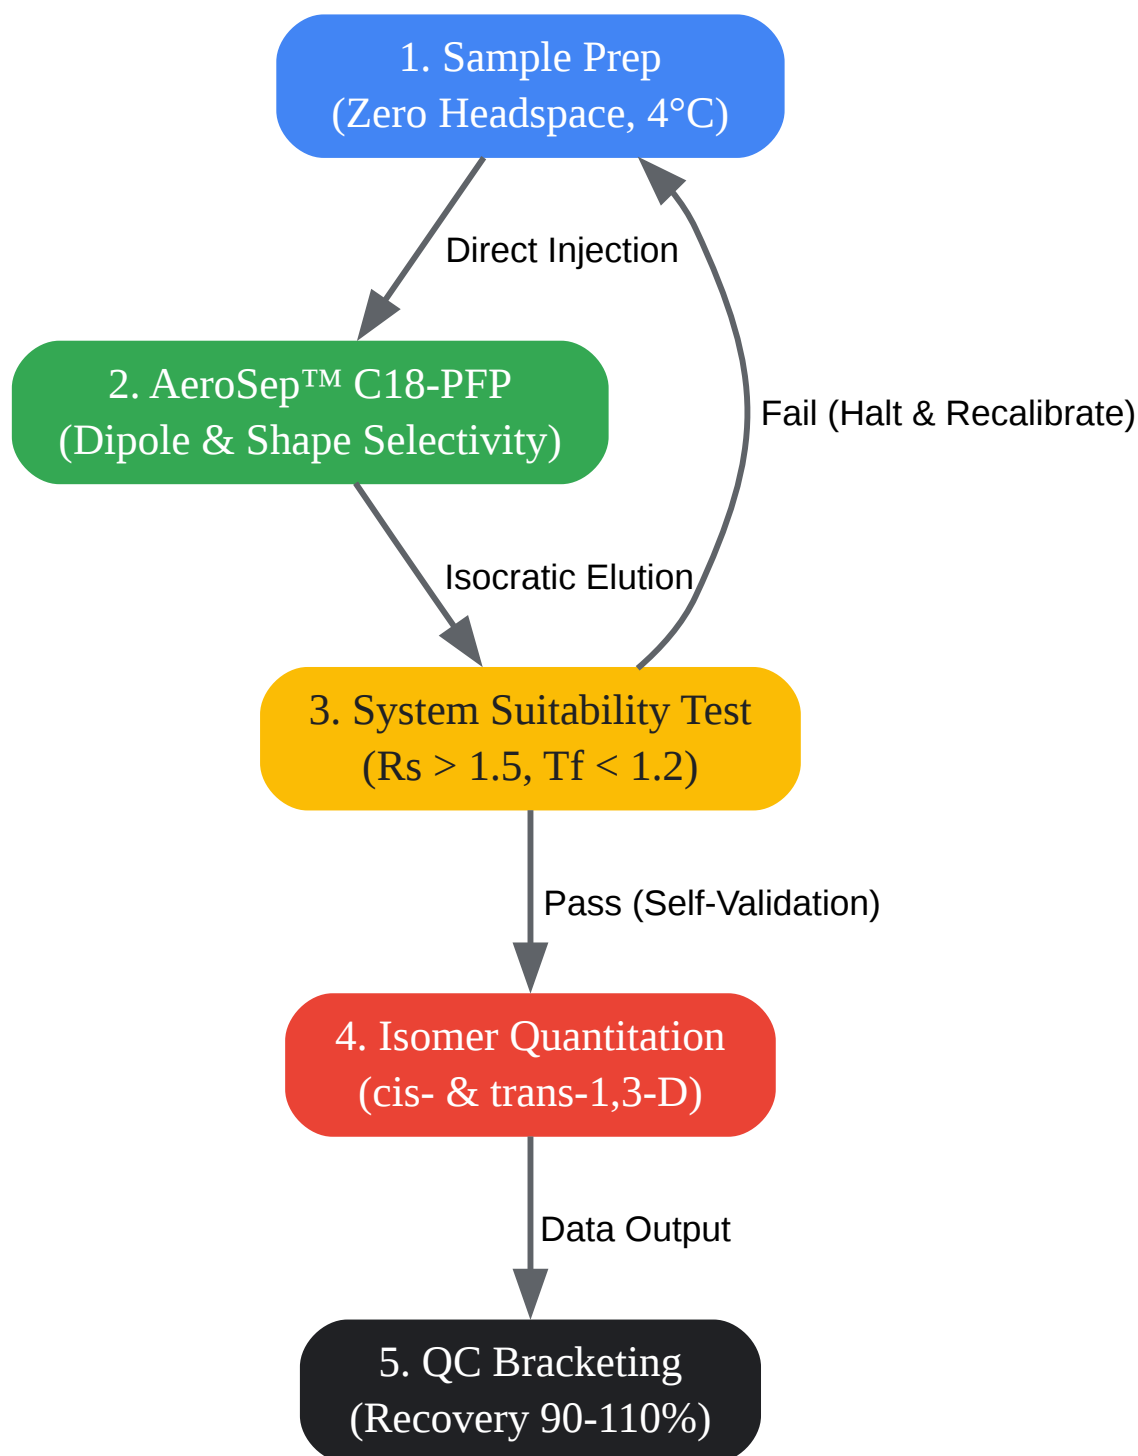 1. Sample Prep
(Zero Headspace, 4°C)
Direct Injection
2. AeroSep™ C18-PFP
(Dipole & Shape Selectivity)
Fail (Halt & Recalibrate)
Isocratic Elution
3. System Suitability Test
(Rs > 1.5, Tf < 1.2)
Pass (Self-Validation)
4. Isomer Quantitation
(cis- & trans-1,3-D)
Data Output
5. QC Bracketing
(Recovery 90-110%)